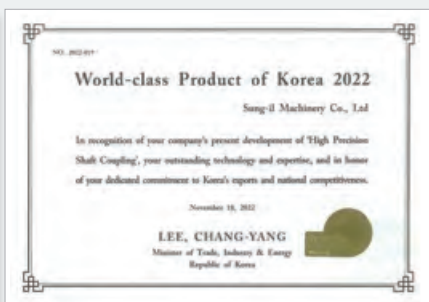 World-class Product of Korea 2022
Sung-il Machinery Co., Ltd
In recognition of your company's present development of 'High Precision
Shaft Coupling', your outstanding technology and expertise, and in honor
of your dedicated commitment to Korea's exports and national competitiveness.
November 10, 2022
LEE, CHANG-YANG
Minister of Trade, Industry & Energy
Republic of Korea